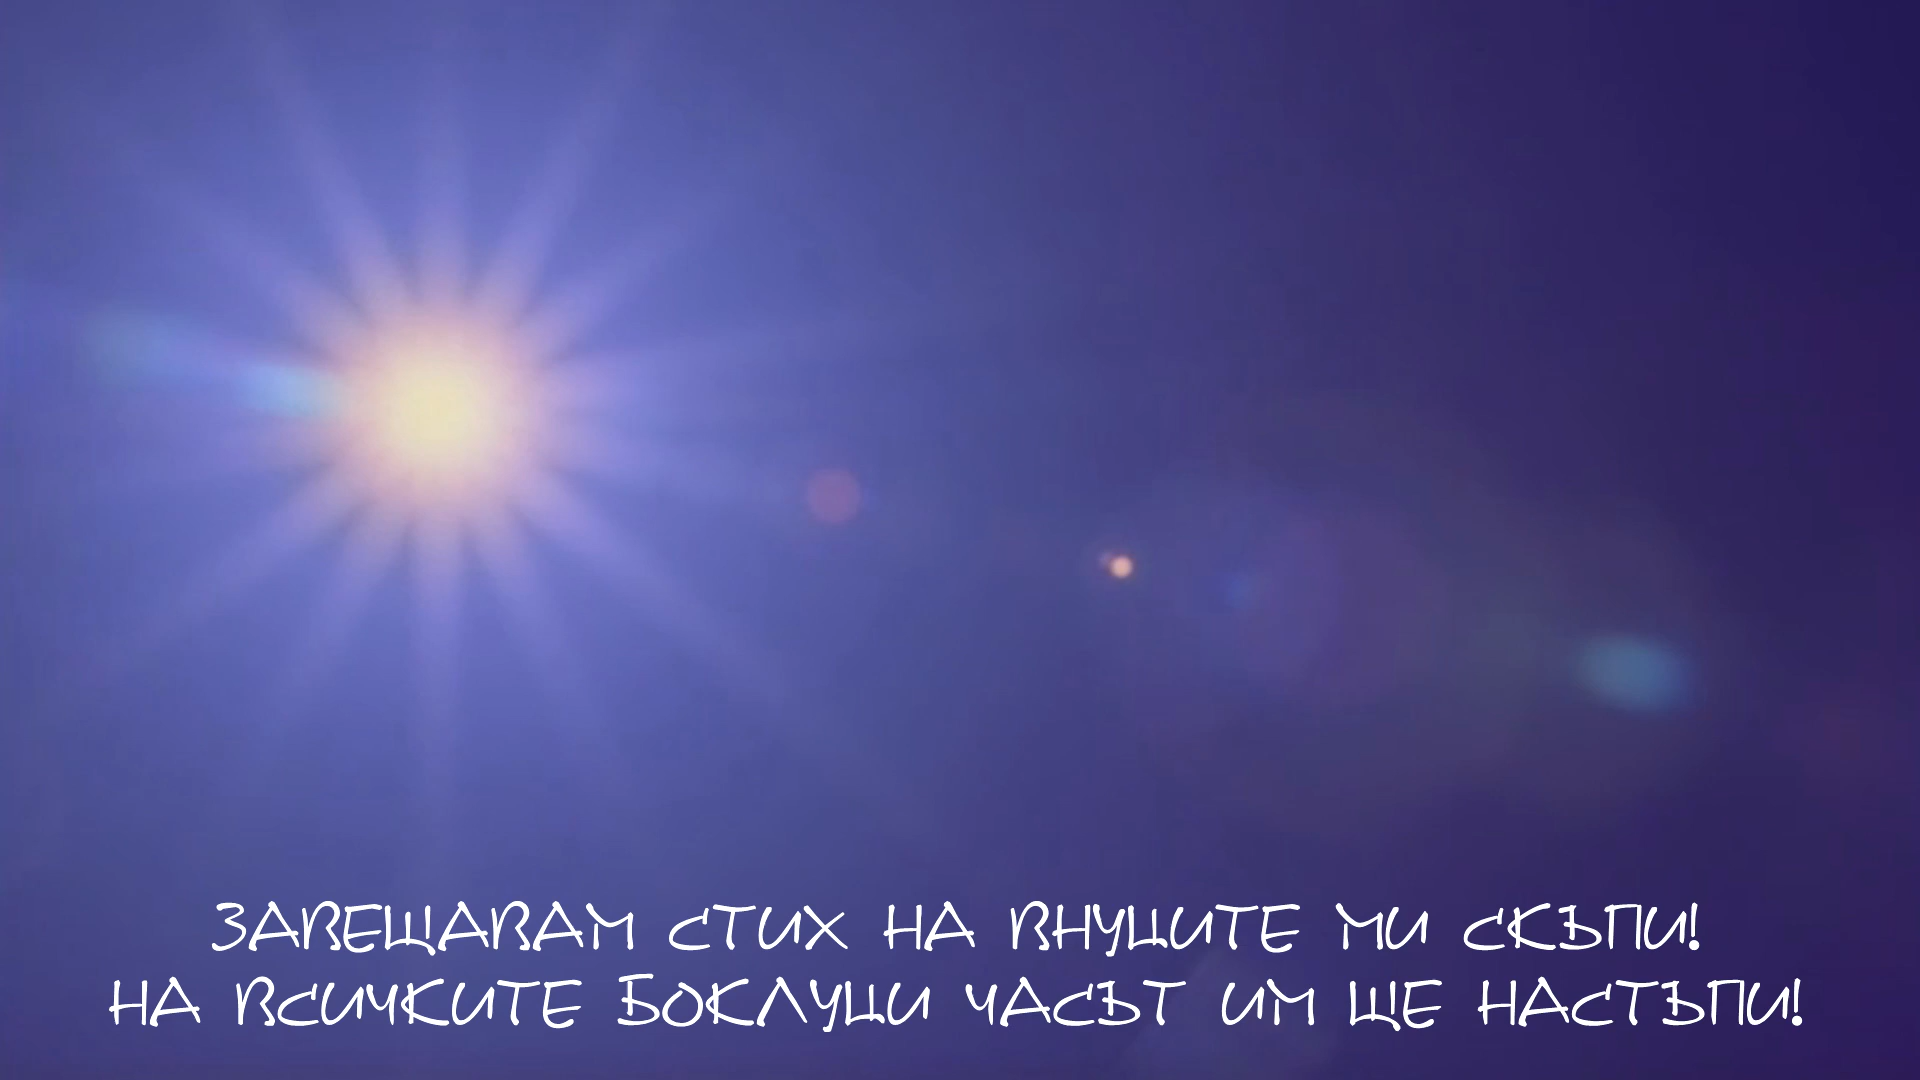 ЗАВЕЩАВАМ СТИХ НА ВНУЦИТЕ МИ СКЪПИ!
НА ВСИЧКИТЕ БОКЛУЦИ ЧАСЪТ ИМ ЩЕ НАСТЪПИ!